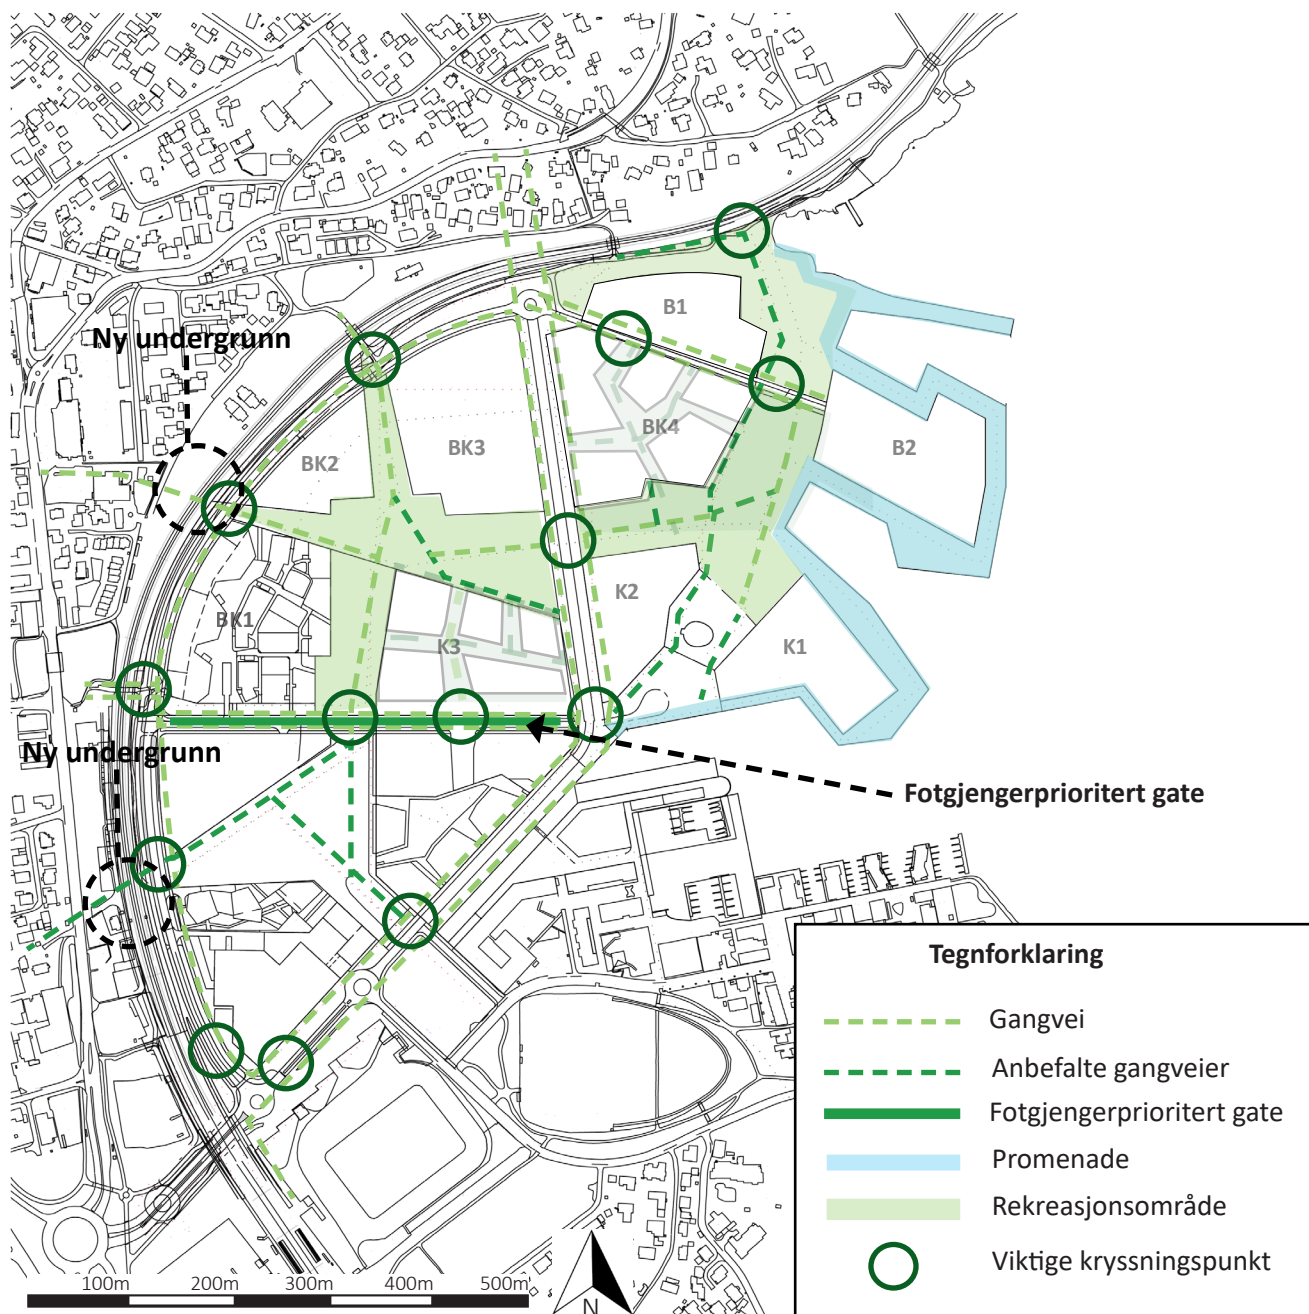 B1
Ny undergrunn
BK4
BK3
B2
BK2
K2
BK1
K3
K1
Ny undergrunn
Fotgjengerprioritert gate
Tegnforklaring
Gangvei
Anbefalte gangveier
Fotgjengerprioritert gate
Promenade
Rekreasjonsområde
Viktige kryssningspunkt
100m 200m 300m 400m 500m
N